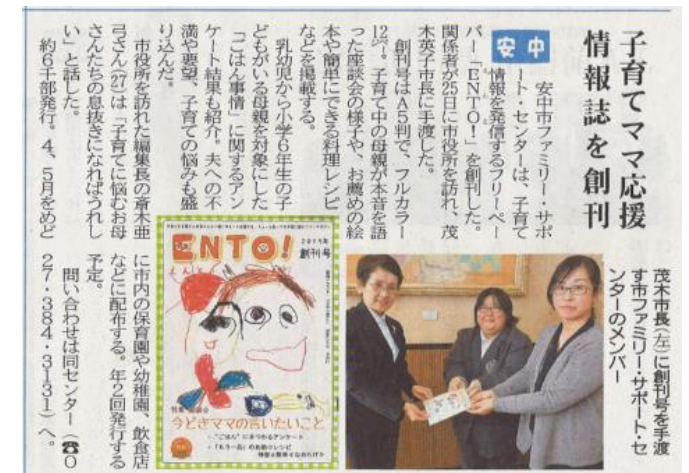 子育てママ応援
情報誌を創刊
安中
安中市ファミリー・サポ
ート・センターは、子育て
情報を発信するフリーペー
パー「ENTO!」を創刊した。
関係者が25日に市役所を訪れ、茂
木英子市長に手渡した。
創刊号はA5判で、フルカラー
12㌻。子育て中の母親が本音を語
った座談会の様子や、お薦めの絵
本や簡単にできる料理レシピ
などを掲載する。
乳幼児から小学6年生の子
どもがいる母親を対象にした
「ごはん事情」に関するアン
ケート結果も紹介。夫への不
満や要望、子育ての悩みも盛
り込んだ。
市役所を訪れた編集長の斎木亜
弓さん
は「子育てに悩むお母
さんたちの息抜きになればうれし
い」と話した。
約6千部発行。4、5月をめど
に市内の保育園や幼稚園、飲食店
などに配布する。年2回発行する
予定。
問い合わせは同センター(☎0
27・384・3131)へ。
茂木市長(左)に創刊号を手渡
す市ファミリー・サポート・セ
ンターのメンバー
ENTO!
2019年
創刊号
今どきママの言いたいこと